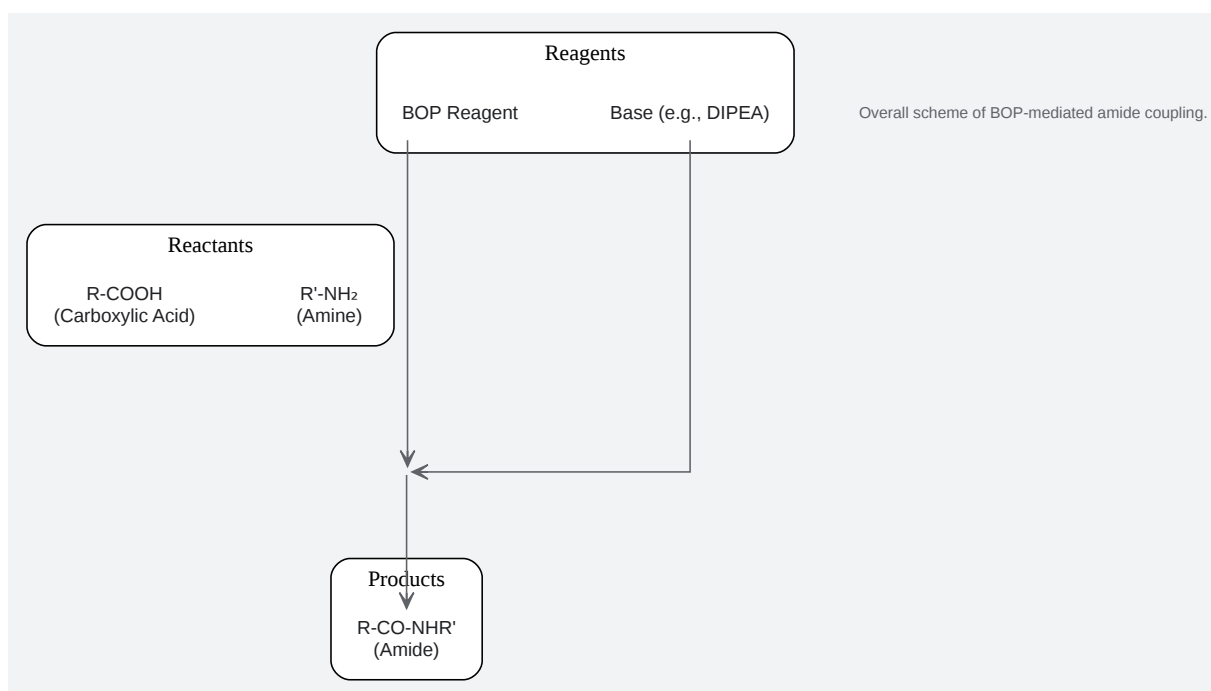 Reagents
BOP Reagent
Base (e.g., DIPEA)
Overall scheme of BOP-mediated amide coupling.
Reactants
R-COOH
(Carboxylic Acid)
R'-NH₂
(Amine)
Products
R-CO-NHR'
(Amide)